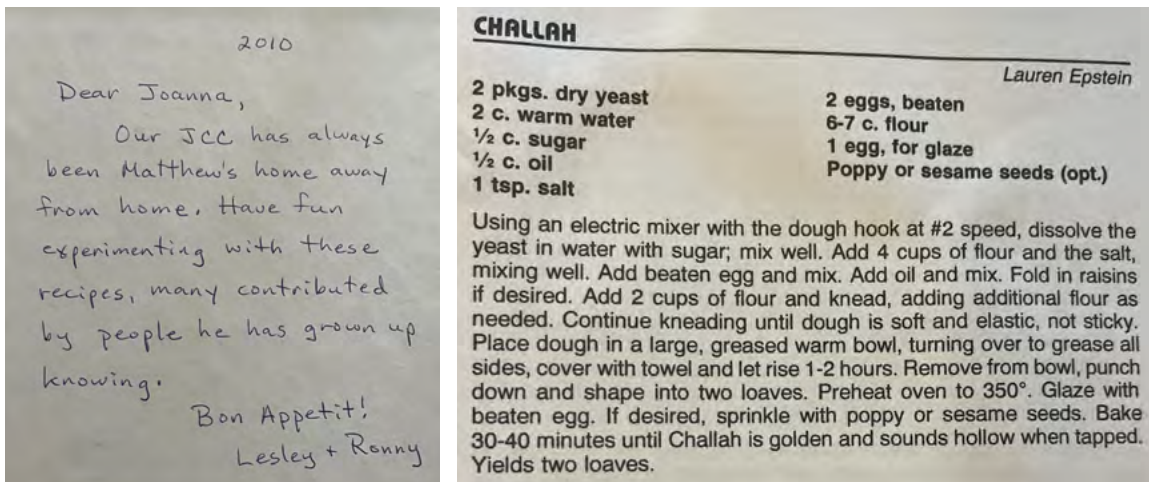 2010
Dear Joanna,
Our JCC has always
been Matthew's home away
from home. Have fun
experimenting with these
recipes, many contributed
by people he has grown up
knowing.
Bon Appetit!
Lesley + Ronny
CHALLAH
Lauren Epstein
2 pkgs. dry yeast
2 c. warm water
½ c. sugar
½ c. oil
1 tsp. salt
2 eggs, beaten
6-7 c. flour
1 egg, for glaze
Poppy or sesame seeds (opt.)
Using an electric mixer with the dough hook at #2 speed, dissolve the
yeast in water with sugar; mix well. Add 4 cups of flour and the salt,
mixing well. Add beaten egg and mix. Add oil and mix. Fold in raisins
if desired. Add 2 cups of flour and knead, adding additional flour as
needed. Continue kneading until dough is soft and elastic, not sticky.
Place dough in a large, greased warm bowl, turning over to grease all
sides, cover with towel and let rise 1-2 hours. Remove from bowl, punch
down and shape into two loaves. Preheat oven to 350°. Glaze with
beaten egg. If desired, sprinkle with poppy or sesame seeds. Bake
30-40 minutes until Challah is golden and sounds hollow when tapped.
Yields two loaves.